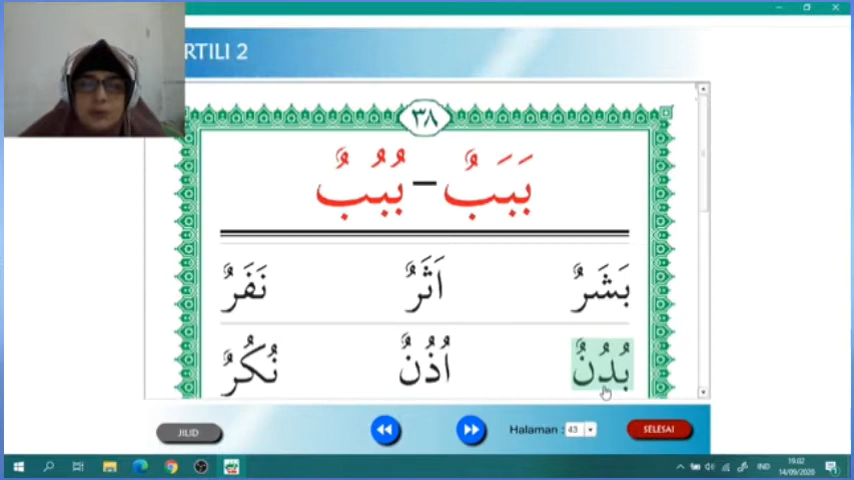 RTILI 2
٣٨
بَبَبٌ – بُبُبٌ
بَشَرٌ اَثَرٌ نَفَرٌ
بُدُنٌ اُذُنٌ نُكُرٌ
JILID
Halaman : 43
SELESAI
IND
19.02
14/09/2020